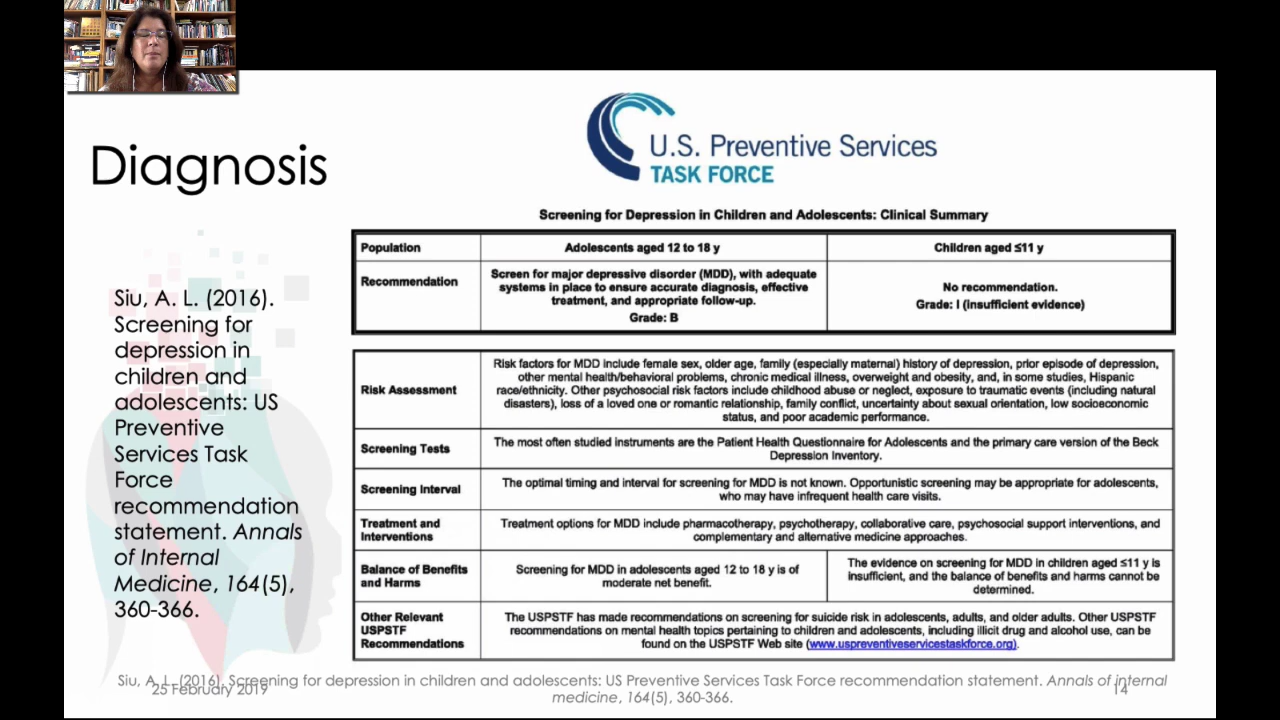 Diagnosis
U.S. Preventive Services
TASK FORCE
Siu, A. L. (2016).
Screening for
depression in
children and
adolescents: US
Preventive
Services Task
Force
recommendation
statement. Annals
of Internal
Medicine, 164(5),
360-366.
Screening for Depression in Children and Adolescents: Clinical Summary
Population
Adolescents aged 12 to 18 y
Children aged ≤11 y
Recommendation
Screen for major depressive disorder (MDD), with adequate
systems in place to ensure accurate diagnosis, effective
treatment, and appropriate follow-up.
Grade: B
No recommendation.
Grade: I (insufficient evidence)
Risk Assessment
Risk factors for MDD include female sex, older age, family (especially maternal) history of depression, prior episode of depression,
other mental health/behavioral problems, chronic medical illness, overweight and obesity, and, in some studies, Hispanic
race/ethnicity. Other psychosocial risk factors include childhood abuse or neglect, exposure to traumatic events (including natural
disasters), loss of a loved one or romantic relationship, family conflict, uncertainty about sexual orientation, low socioeconomic
status, and poor academic performance.
Screening Tests
The most often studied instruments are the Patient Health Questionnaire for Adolescents and the primary care version of the Beck
Depression Inventory.
Screening Interval
The optimal timing and interval for screening for MDD is not known. Opportunistic screening may be appropriate for adolescents,
who may have infrequent health care visits.
Treatment and
Interventions
Treatment options for MDD include pharmacotherapy, psychotherapy, collaborative care, psychosocial support interventions, and
complementary and alternative medicine approaches.
Balance of Benefits
and Harms
Screening for MDD in adolescents aged 12 to 18 y is of
moderate net benefit.
The evidence on screening for MDD in children aged ≤11 y is
insufficient, and the balance of benefits and harms cannot be
determined.
Other Relevant
USPSTF
Recommendations
The USPSTF has made recommendations on screening for suicide risk in adolescents, adults, and older adults. Other USPSTF
recommendations on mental health topics pertaining to children and adolescents, including illicit drug and alcohol use, can be
found on the USPSTF Web site (www.uspreventiveservicestaskforce.org).
Siu, A. L. (2016). Screening for depression in children and adolescents: US Preventive Services Task Force recommendation statement. Annals of internal
medicine, 164(5), 360-366.
25 February 2019
14